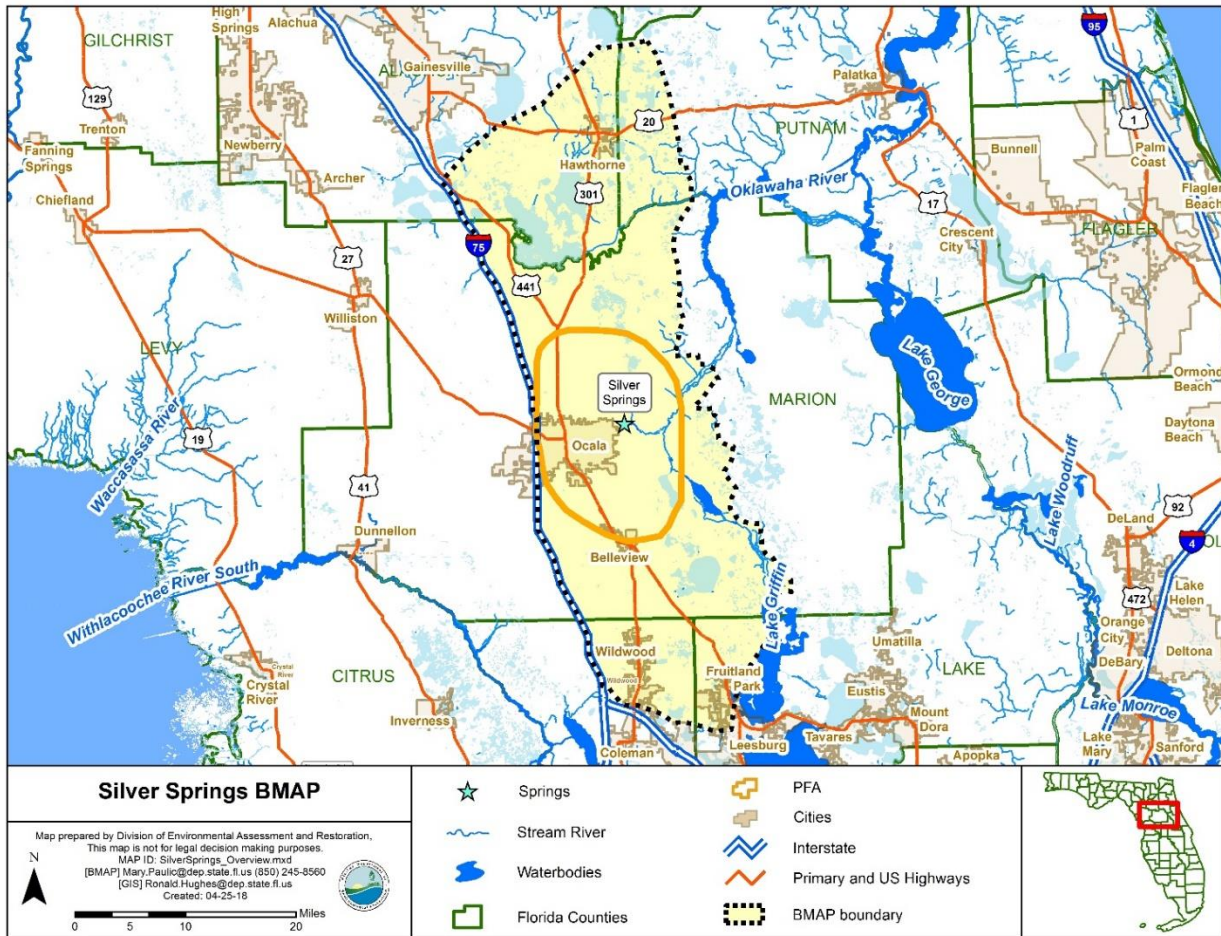 High
Springs
Alachua
GILCHRIST
Gainesville
95
129
Trenton
Palatka
20
PUTNAM
1
Fanning
Springs
Newberry
Hawthorne
Bunnell
Palm
Coast
Chiefland
Archer
301
Oklawaha River
17
Flagler
Beach
Crescent
City
FLAGLER
75
27
441
Williston
LEVY
Lake George
Silver
Springs
MARION
Ormond
Beach
Waccasassa River
19
Ocala
Daytona
Beach
41
Lake Woodruff
92
DeLand
Dunnellon
4
Belleview
Withlacoochee River South
Lake Griffin
472
Lake
Helen
Orange
City
Wildwood
Umatilla
DeBary
Deltona
Crystal
River
Wildwood
Fruitland
Park
LAKE
CITRUS
Crystal
River
Eustis
Lake Monroe
Inverness
Mount
Dora
Coleman
Leesburg
Tavares
Lake
Mary
Sanford
Apopka
Silver Springs BMAP
Map prepared by Division of Environmental Assessment and Restoration,
This map is not for legal decision making purposes.
MAP ID: SilverSprings_Overview.mxd
[BMAP] Mary.Paulic@dep.state.fl.us (850) 245-8560
[GIS] Ronald.Hughes@dep.state.fl.us
Created: 04-25-18
N
Miles
0 5 10 20
Springs
Stream River
Waterbodies
Florida Counties
PFA
Cities
Interstate
Primary and US Highways
BMAP boundary